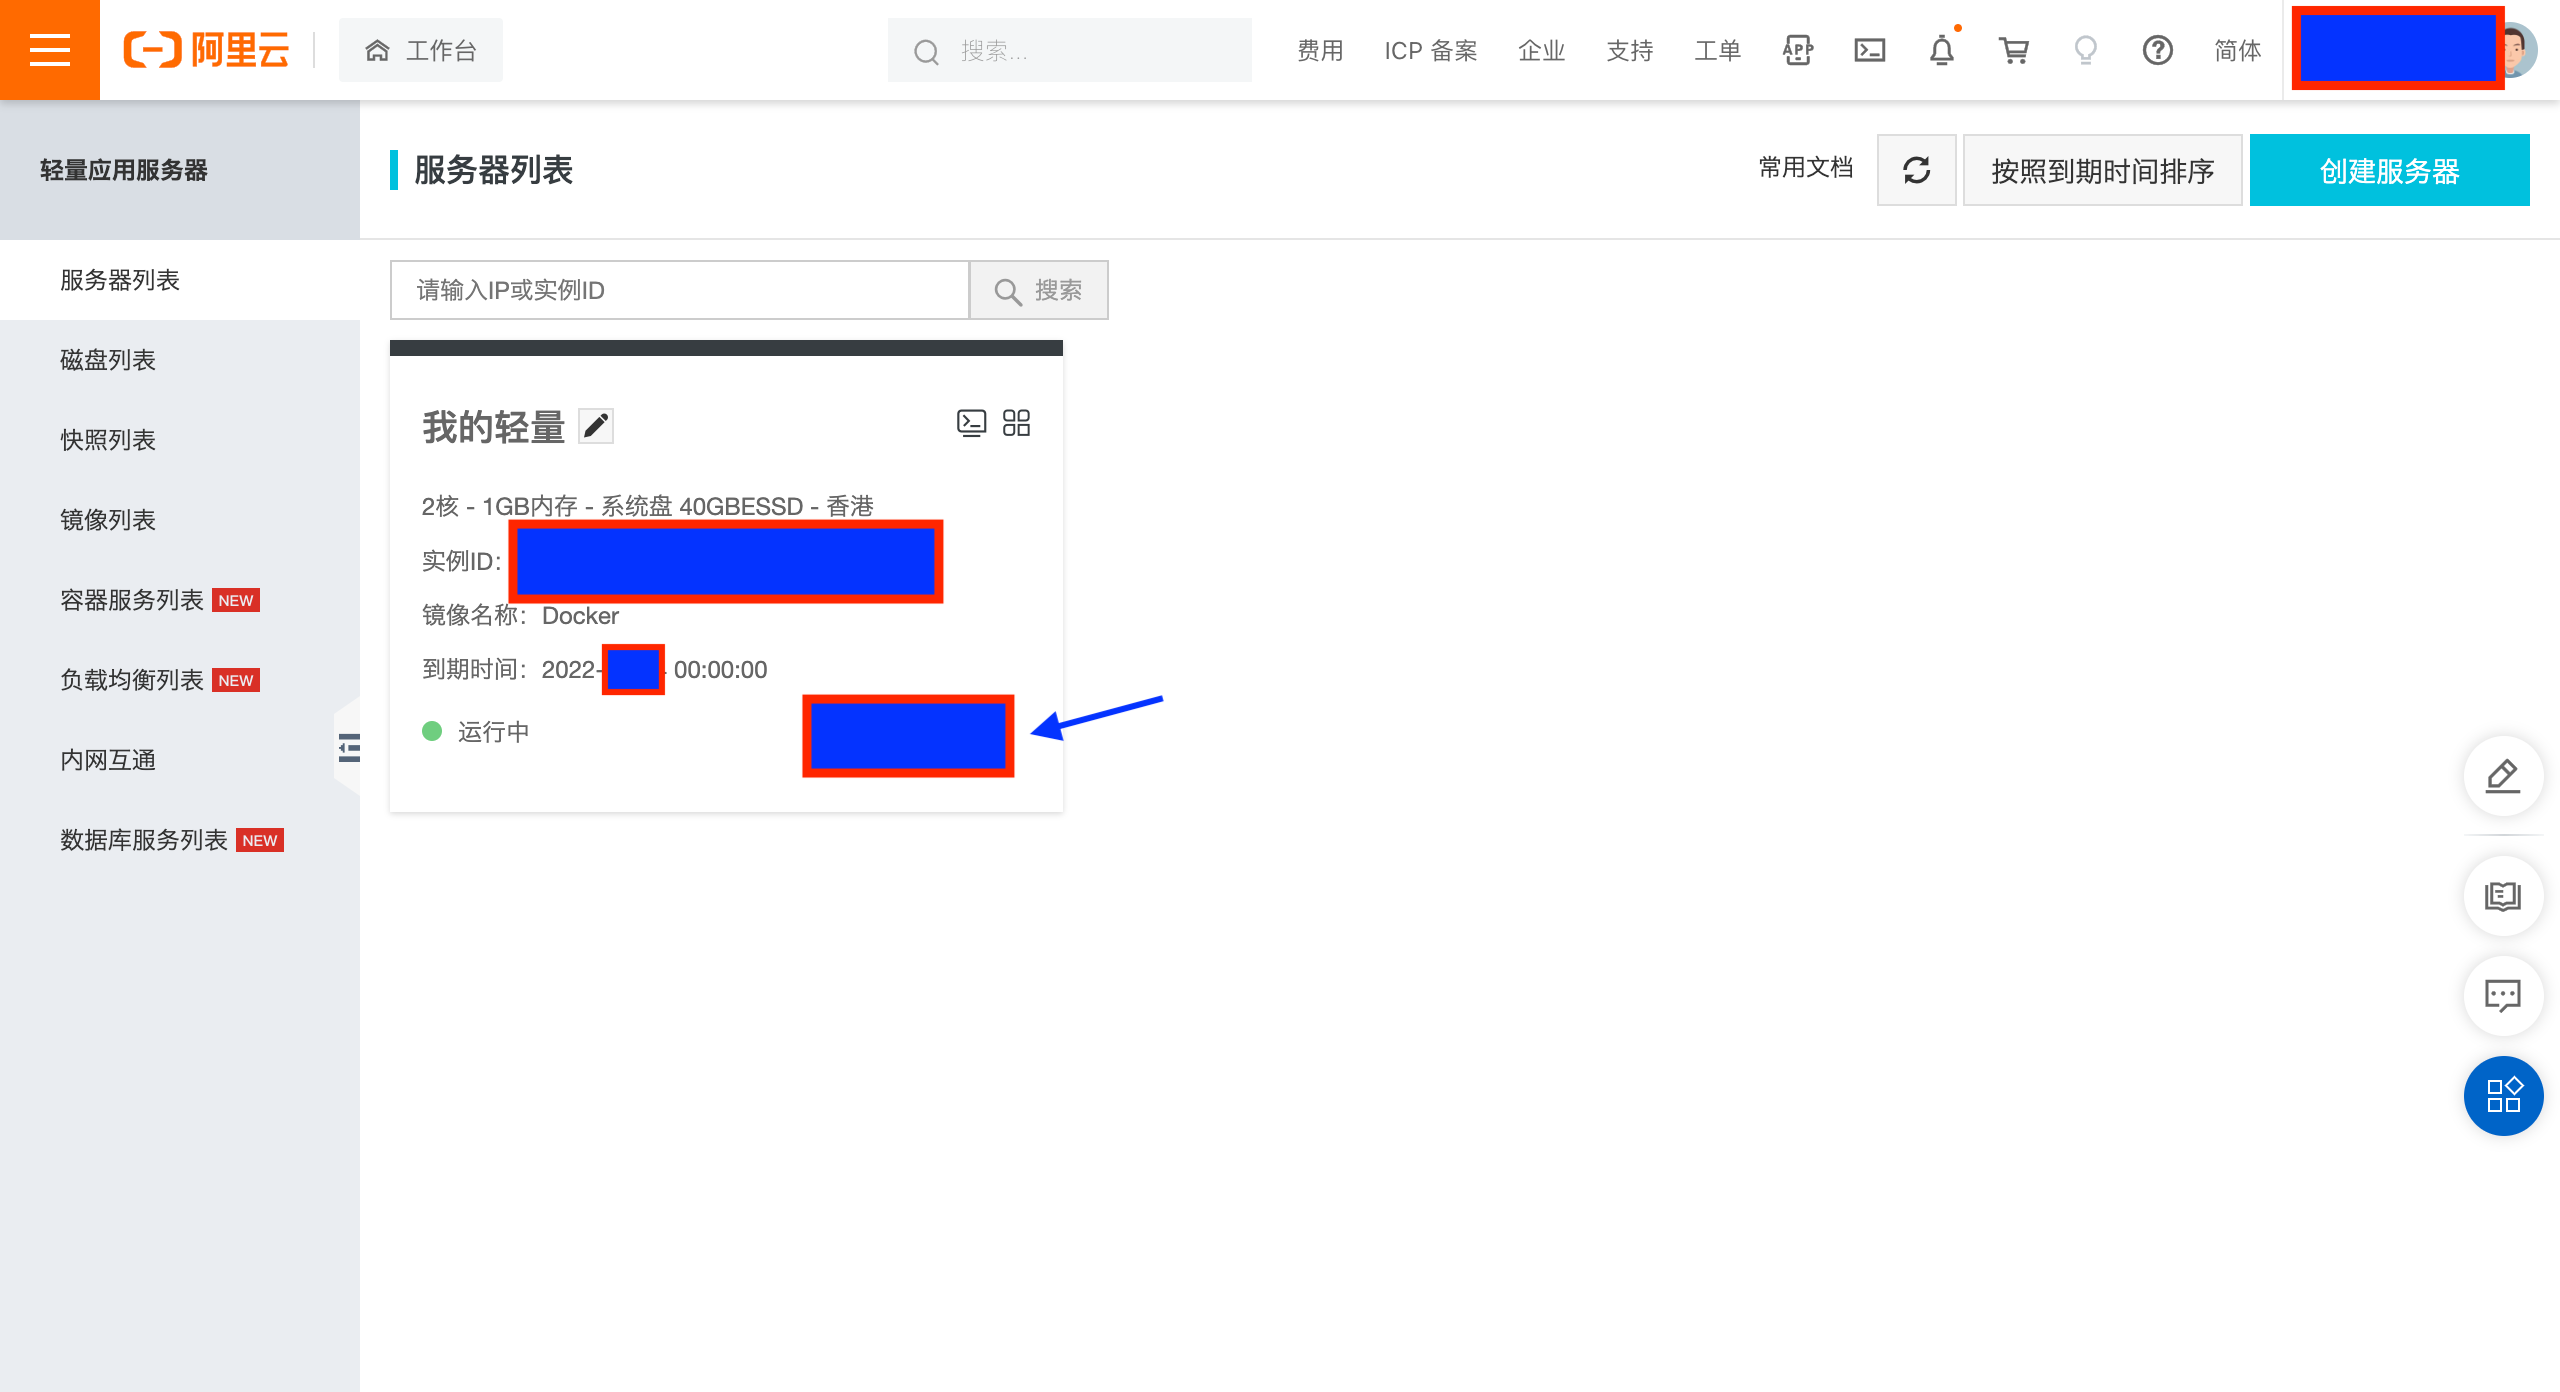 阿里云
工作台
搜索...
费用
ICP 备案
企业
支持
工单
APP
简体
轻量应用服务器
服务器列表
磁盘列表
快照列表
镜像列表
容器服务列表 NEW
负载均衡列表 NEW
内网互通
数据库服务列表 NEW
服务器列表
常用文档
按照到期时间排序
创建服务器
请输入IP或实例ID
搜索
我的轻量
2核 - 1GB内存 - 系统盘 40GBESSD - 香港
实例ID:
镜像名称: Docker
到期时间: 2022- 00:00:00
运行中